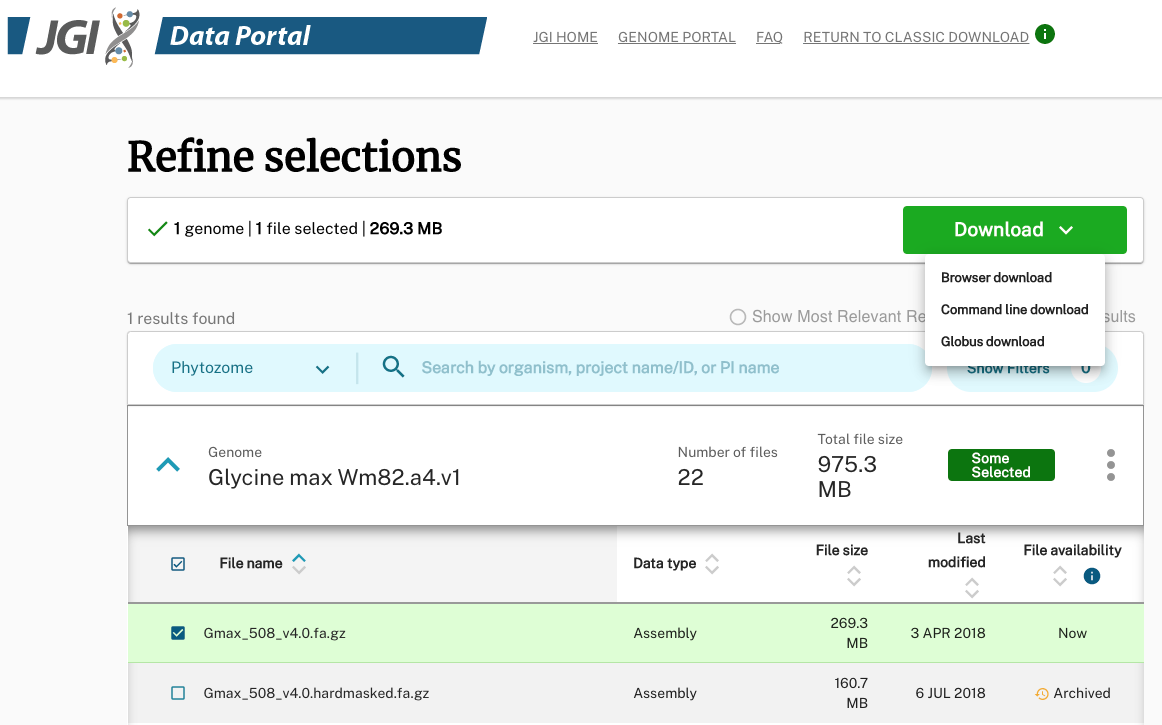 JGI Data Portal
JGI HOME GENOME PORTAL FAQ RETURN TO CLASSIC DOWNLOAD i
Refine selections
1 genome | 1 file selected | 269.3 MB
Download
Browser download
Command line download
Globus download
1 results found
Show Most Relevant Re
sults
Phytozome
Search by organism, project name/ID, or PI name
Show Filters 0
Genome
Glycine max Wm82.a4.v1
Number of files
22
Total file size
975.3
MB
Some
Selected
File name
Data type
File size
Last
modified
File availability
i
Gmax_508_v4.0.fa.gz
Assembly
269.3
MB
3 APR 2018
Now
Gmax_508_v4.0.hardmasked.fa.gz
Assembly
160.7
MB
6 JUL 2018
Archived